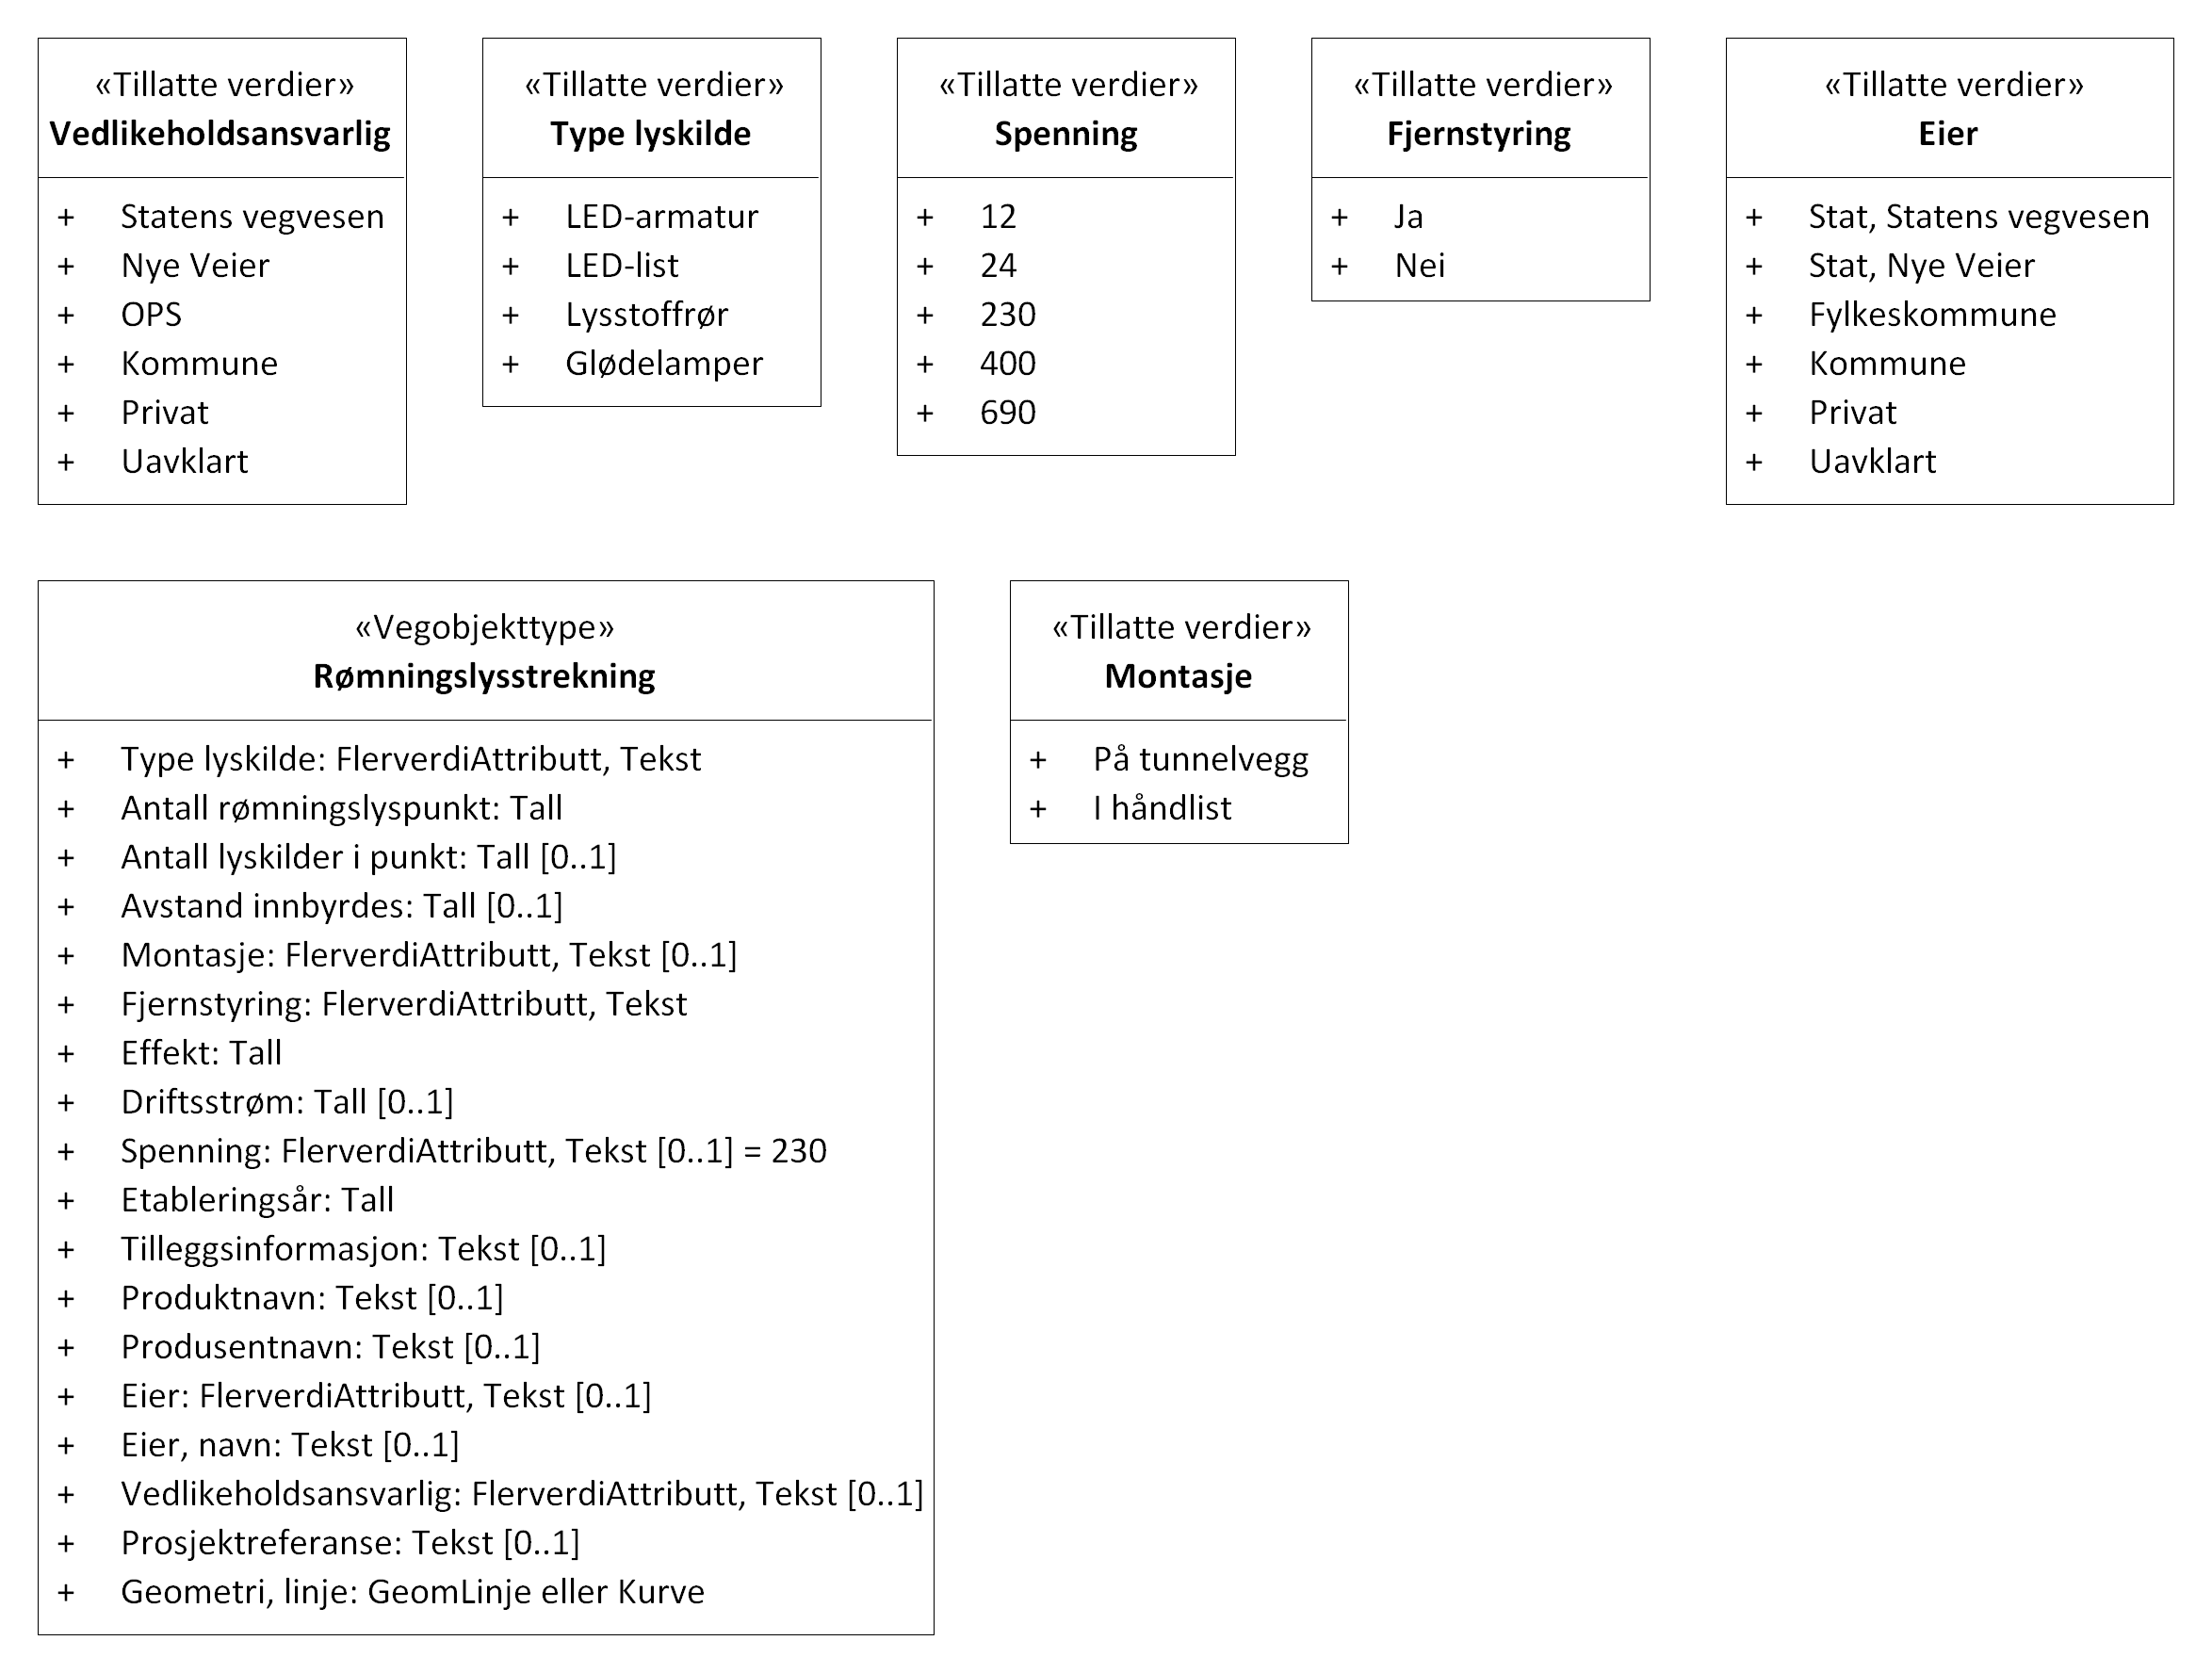 «Tillatte verdier»
Vedlikeholdsansvarlig
+ Statens vegvesen
+ Nye Veier
+ OPS
+ Kommune
+ Privat
+ Uavklart
«Tillatte verdier»
Type lyskilde
+ LED-armatur
+ LED-list
+ Lysstoffrør
+ Glødelamper
«Tillatte verdier»
Spenning
+ 12
+ 24
+ 230
+ 400
+ 690
«Tillatte verdier»
Fjernstyring
+ Ja
+ Nei
«Tillatte verdier»
Eier
+ Stat, Statens vegvesen
+ Stat, Nye Veier
+ Fylkeskommune
+ Kommune
+ Privat
+ Uavklart
«Vegobjekttype»
Rømningslysstrekning
+ Type lyskilde: FlerverdiAttributt, Tekst
+ Antall rømningslyspunkt: Tall
+ Antall lyskilder i punkt: Tall [0..1]
+ Avstand innbyrdes: Tall [0..1]
+ Montasje: FlerverdiAttributt, Tekst [0..1]
+ Fjernstyring: FlerverdiAttributt, Tekst
+ Effekt: Tall
+ Driftsstrøm: Tall [0..1]
+ Spenning: FlerverdiAttributt, Tekst [0..1] = 230
+ Etableringsår: Tall
+ Tilleggsinformasjon: Tekst [0..1]
+ Produktnavn: Tekst [0..1]
+ Produsentnavn: Tekst [0..1]
+ Eier: FlerverdiAttributt, Tekst [0..1]
+ Eier, navn: Tekst [0..1]
+ Vedlikeholdsansvarlig: FlerverdiAttributt, Tekst [0..1]
+ Prosjektreferanse: Tekst [0..1]
+ Geometri, linje: GeomLinje eller Kurve
«Tillatte verdier»
Montasje
+ På tunnelvegg
+ I håndlist